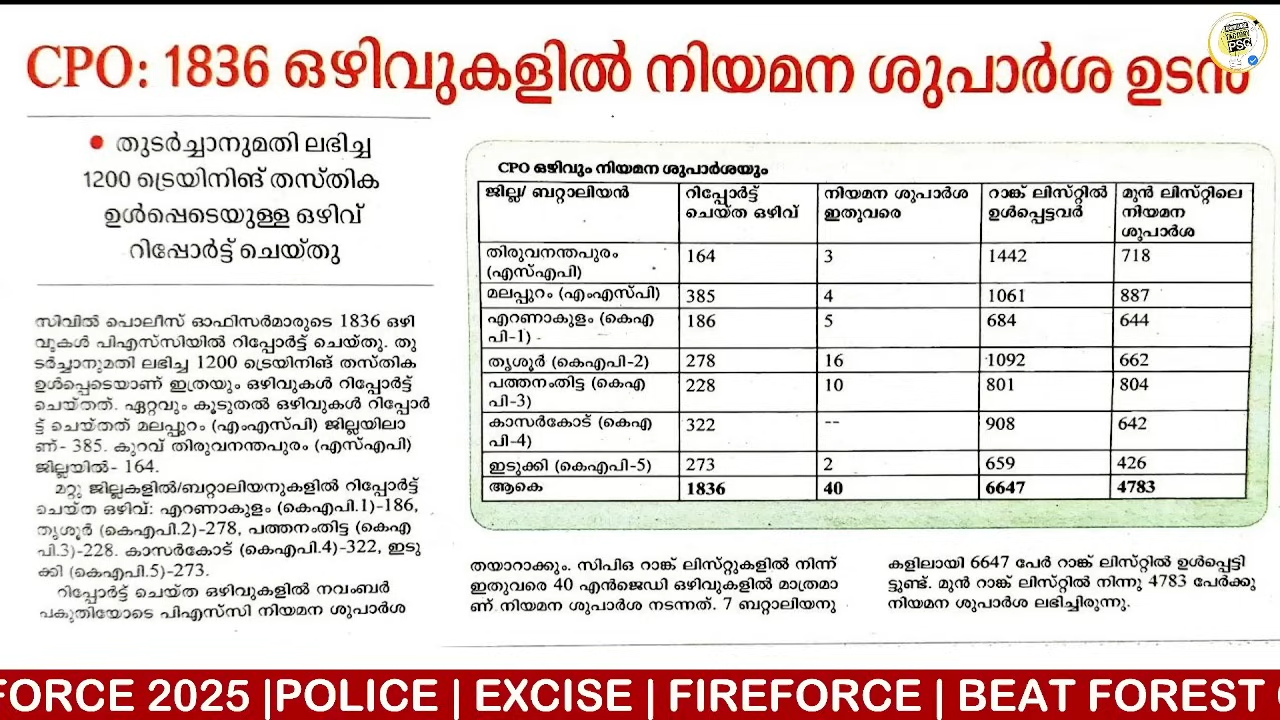 CPO: 1836 ഒഴിവുകളിൽ നിയമന ശുപാർശ ഉടൻ
PSC
• തുടർച്ചാനുമതി ലഭിച്ച
1200 ട്രെയിനിങ് തസ്തിക
ഉൾപ്പെടെയുള്ള ഒഴിവ്
റിപ്പോർട്ട് ചെയ്തു
സിവിൽ പൊലീസ് ഓഫിസർമാരുടെ 1836 ഒഴി
വുകൾ പിഎസ്‌സിയിൽ റിപ്പോർട്ട് ചെയ്തു. തു
ടർച്ചാനുമതി ലഭിച്ച 1200 ട്രെയിനിങ് തസ്തിക
ഉൾപ്പെടെയാണ് ഇത്രയും ഒഴിവുകൾ റിപ്പോർട്ട്
ചെയ്തത്. ഏറ്റവും കൂടുതൽ ഒഴിവുകൾ റിപ്പോർ
ട്ട് ചെയ്തത് മലപ്പുറം (എംഎസ്പി) ജില്ലയിലാ
ണ്- 385. കുറവ് തിരുവനന്തപുരം (എസ്എപി)
ജില്ലയിൽ- 164.
മറ്റു ജില്ലകളിൽ/ബറ്റാലിയനുകളിൽ റിപ്പോർട്ട്
ചെയ്ത ഒഴിവ്: എറണാകുളം (കെഎപി.1)-186,
തൃശൂർ (കെഎപി.2)-278, പത്തനംതിട്ട (കെഎ
പി.3)-228. കാസർകോട് (കെഎപി.4)-322, ഇടു
ക്കി (കെഎപി.5)-273.
റിപ്പോർട്ട് ചെയ്ത ഒഴിവുകളിൽ നവംബർ
പകുതിയോടെ പിഎസ്‌സി നിയമന ശുപാർശ
CPO ഒഴിവും നിയമന ശുപാർശയും
ജില്ല/ ബറ്റാലിയൻ | റിപ്പോർട്ട് ചെയ്ത ഒഴിവ് | നിയമന ശുപാർശ ഇതുവരെ | റാങ്ക് ലിസ്റ്റിൽ ഉൾപ്പെട്ടവർ | മുൻ ലിസ്റ്റിലെ നിയമന ശുപാർശ
തിരുവനന്തപുരം (എസ്എപി) | 164 | 3 | 1442 | 718
മലപ്പുറം (എംഎസ്പി) | 385 | 4 | 1061 | 887
എറണാകുളം (കെഎപി-1) | 186 | 5 | 684 | 644
തൃശൂർ (കെഎപി-2) | 278 | 16 | 1092 | 662
പത്തനംതിട്ട (കെഎപി-3) | 228 | 10 | 801 | 804
കാസർകോട് (കെഎപി-4) | 322 | -- | 908 | 642
ഇടുക്കി (കെഎപി-5) | 273 | 2 | 659 | 426
ആകെ | 1836 | 40 | 6647 | 4783
തയാറാക്കും. സിപിഒ റാങ്ക് ലിസ്റ്റുകളിൽ നിന്ന്
ഇതുവരെ 40 എൻജെഡി ഒഴിവുകളിൽ മാത്രമാ
ണ് നിയമന ശുപാർശ നടന്നത്. 7 ബറ്റാലിയനു
കളിലായി 6647 പേർ റാങ്ക് ലിസ്റ്റിൽ ഉൾപ്പെട്ടി
ട്ടുണ്ട്. മുൻ റാങ്ക് ലിസ്റ്റിൽ നിന്നു 4783 പേർക്കു
നിയമന ശുപാർശ ലഭിച്ചിരുന്നു.
FORCE 2025 |POLICE | EXCISE | FIREFORCE | BEAT FOREST